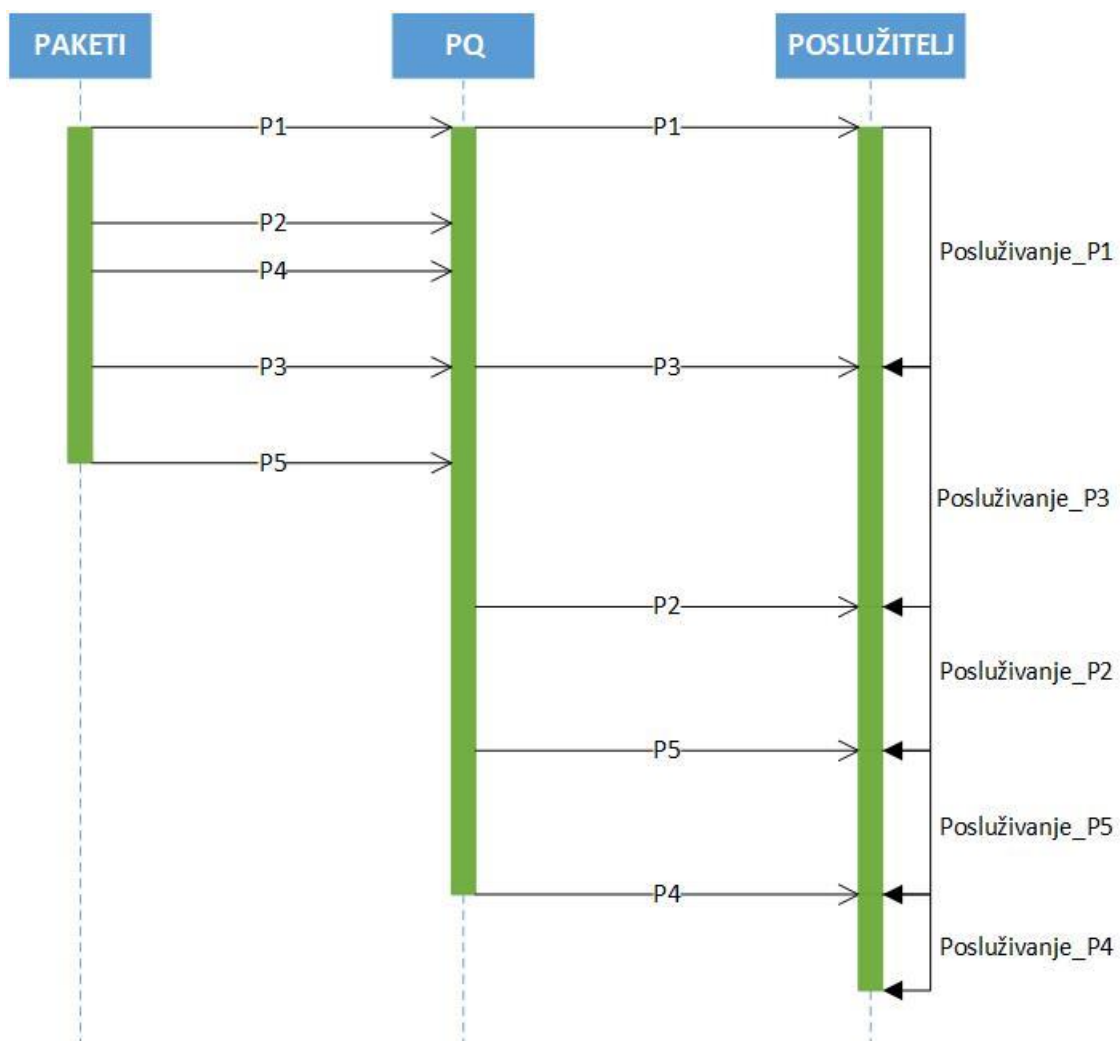 PAKETI
PQ
POSLUŽITELJ
P1
P1
P2
Posluživanje_P1
P4
P3
P3
P5
Posluživanje_P3
P2
Posluživanje_P2
P5
Posluživanje_P5
P4
Posluživanje_P4